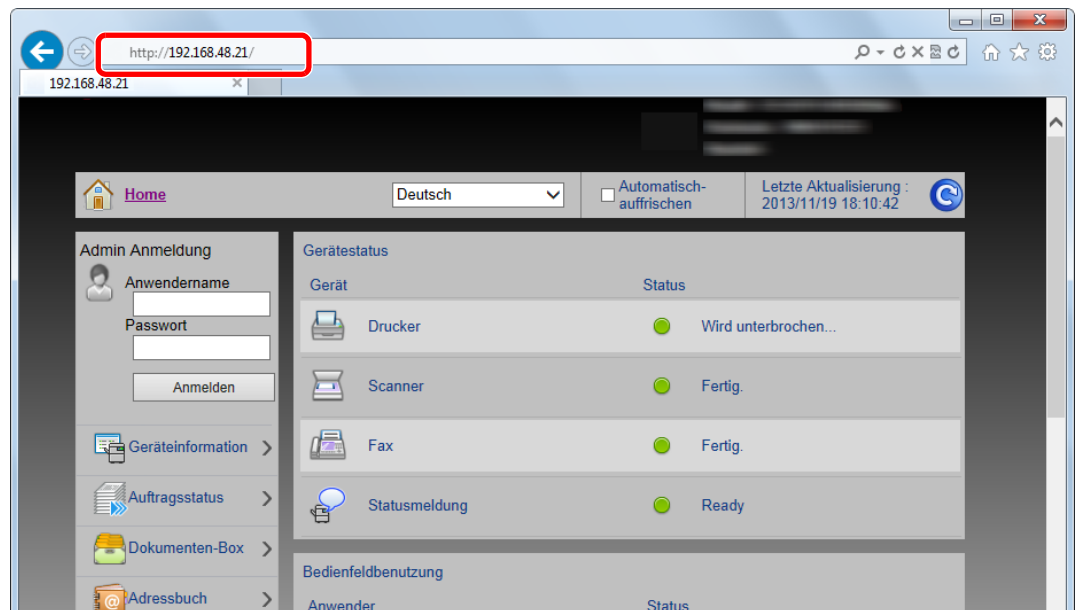 http://192.168.48.21/
192.168.48.21
Home
Deutsch
Automatisch-
auffrischen
Letzte Aktualisierung :
2013/11/19 18:10:42
Admin Anmeldung
Anwendername
Passwort
Anmelden
Geräteinformation
Auftragsstatus
Dokumenten-Box
Adressbuch
Gerätestatus
Gerät Status
Drucker Wird unterbrochen...
Scanner Fertig.
Fax Fertig.
Statusmeldung Ready
Bedienfeldbenutzung
Anwender Status